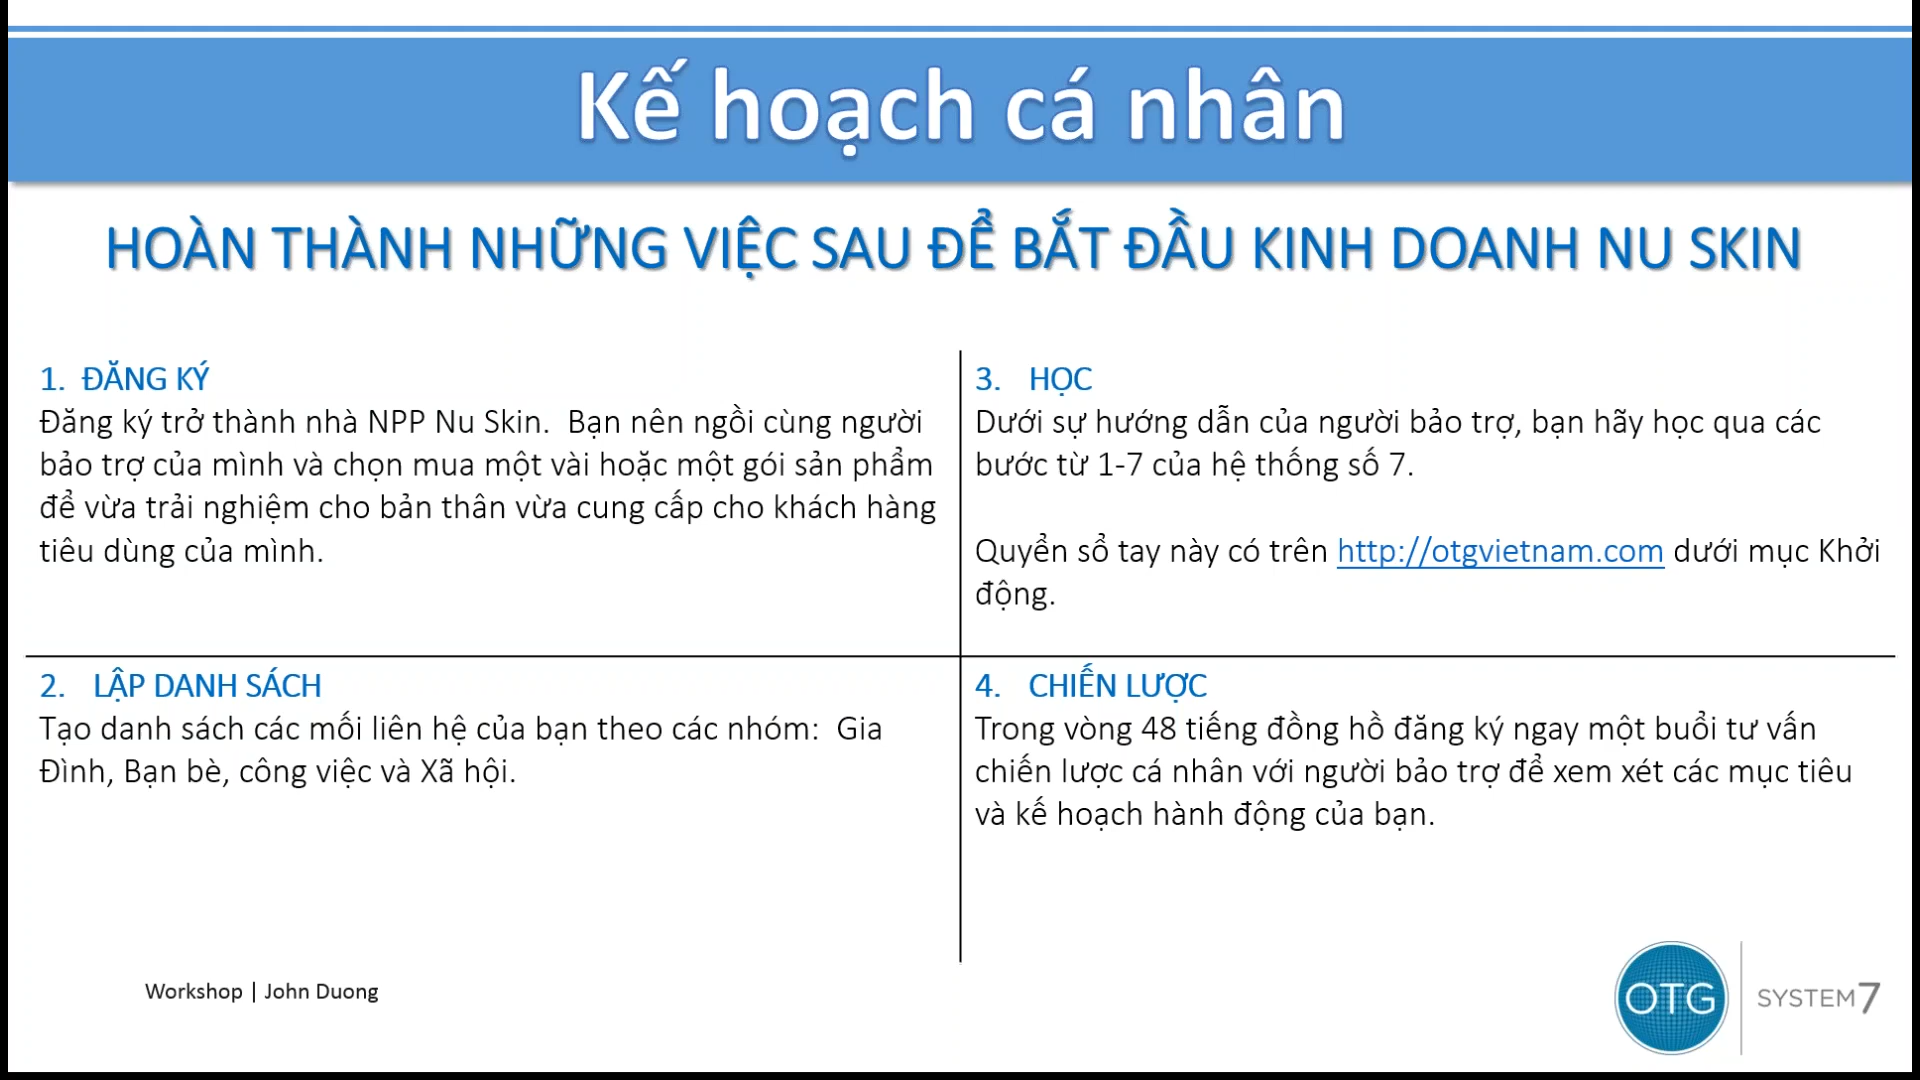 Kế hoạch cá nhân
HOÀN THÀNH NHỮNG VIỆC SAU ĐỂ BẮT ĐẦU KINH DOANH NU SKIN
1. ĐĂNG KÝ
Đăng ký trở thành nhà NPP Nu Skin. Bạn nên ngồi cùng người
bảo trợ của mình và chọn mua một vài hoặc một gói sản phẩm
để vừa trải nghiệm cho bản thân vừa cung cấp cho khách hàng
tiêu dùng của mình.
2. LẬP DANH SÁCH
Tạo danh sách các mối liên hệ của bạn theo các nhóm: Gia
Đình, Bạn bè, công việc và Xã hội.
3. HỌC
Dưới sự hướng dẫn của người bảo trợ, bạn hãy học qua các
bước từ 1-7 của hệ thống số 7.
Quyển sổ tay này có trên http://otgvietnam.com dưới mục Khởi
động.
4. CHIẾN LƯỢC
Trong vòng 48 tiếng đồng hồ đăng ký ngay một buổi tư vấn
chiến lược cá nhân với người bảo trợ để xem xét các mục tiêu
và kế hoạch hành động của bạn.
Workshop | John Duong
OTG SYSTEM7